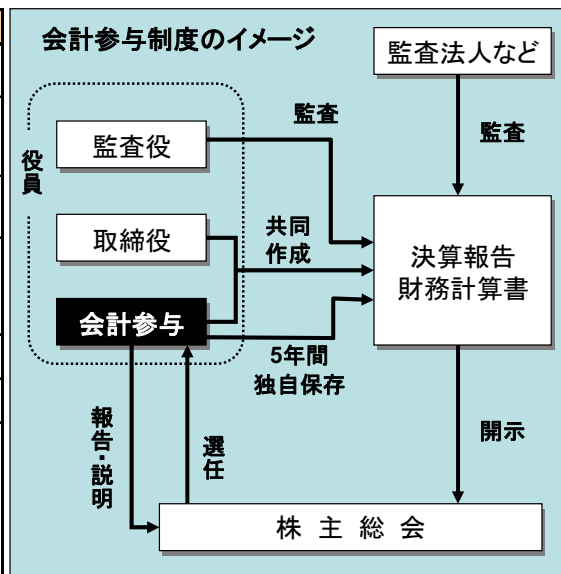 会計参与制度のイメージ
監査法人など
監査
監査
役員
監査役
取締役
共同
作成
決算報告
財務計算書
会計参与
5年間
独自保存
報告・説明
選任
開示
株主総会